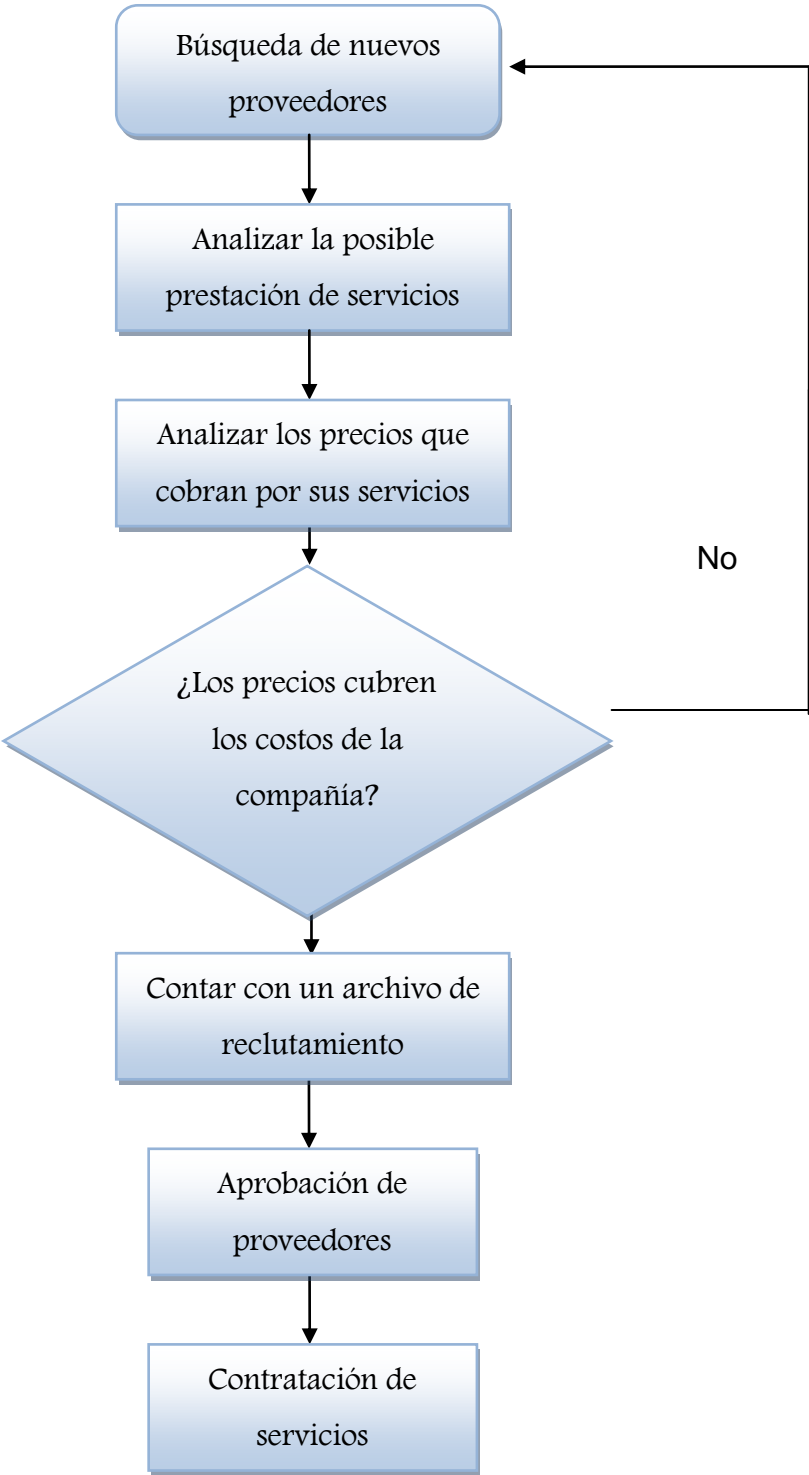 Búsqueda de nuevos
proveedores
Analizar la posible
prestación de servicios
Analizar los precios que
cobran por sus servicios
No
¿Los precios cubren
los costos de la
compañía?
Contar con un archivo de
reclutamiento
Aprobación de
proveedores
Contratación de
servicios